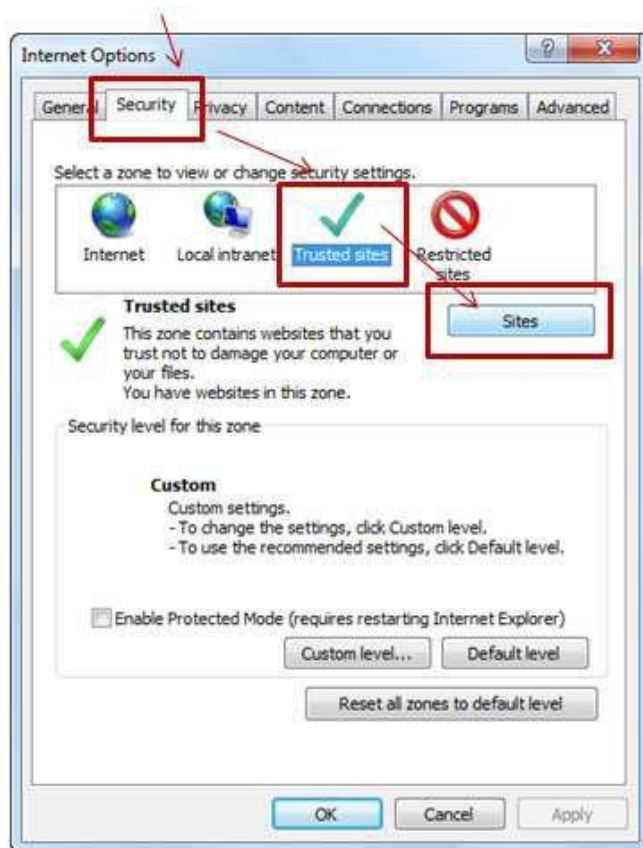 Internet Options
General Security Privacy Content Connections Programs Advanced
Select a zone to view or change security settings.
Internet Local intranet Trusted sites Restricted
sites
Trusted sites
Sites
This zone contains websites that you
trust not to damage your computer or
your files.
You have websites in this zone.
Security level for this zone
Custom
Custom settings.
- To change the settings, click Custom level.
- To use the recommended settings, click Default level.
Enable Protected Mode (requires restarting Internet Explorer)
Custom level... Default level
Reset all zones to default level
OK Cancel Apply